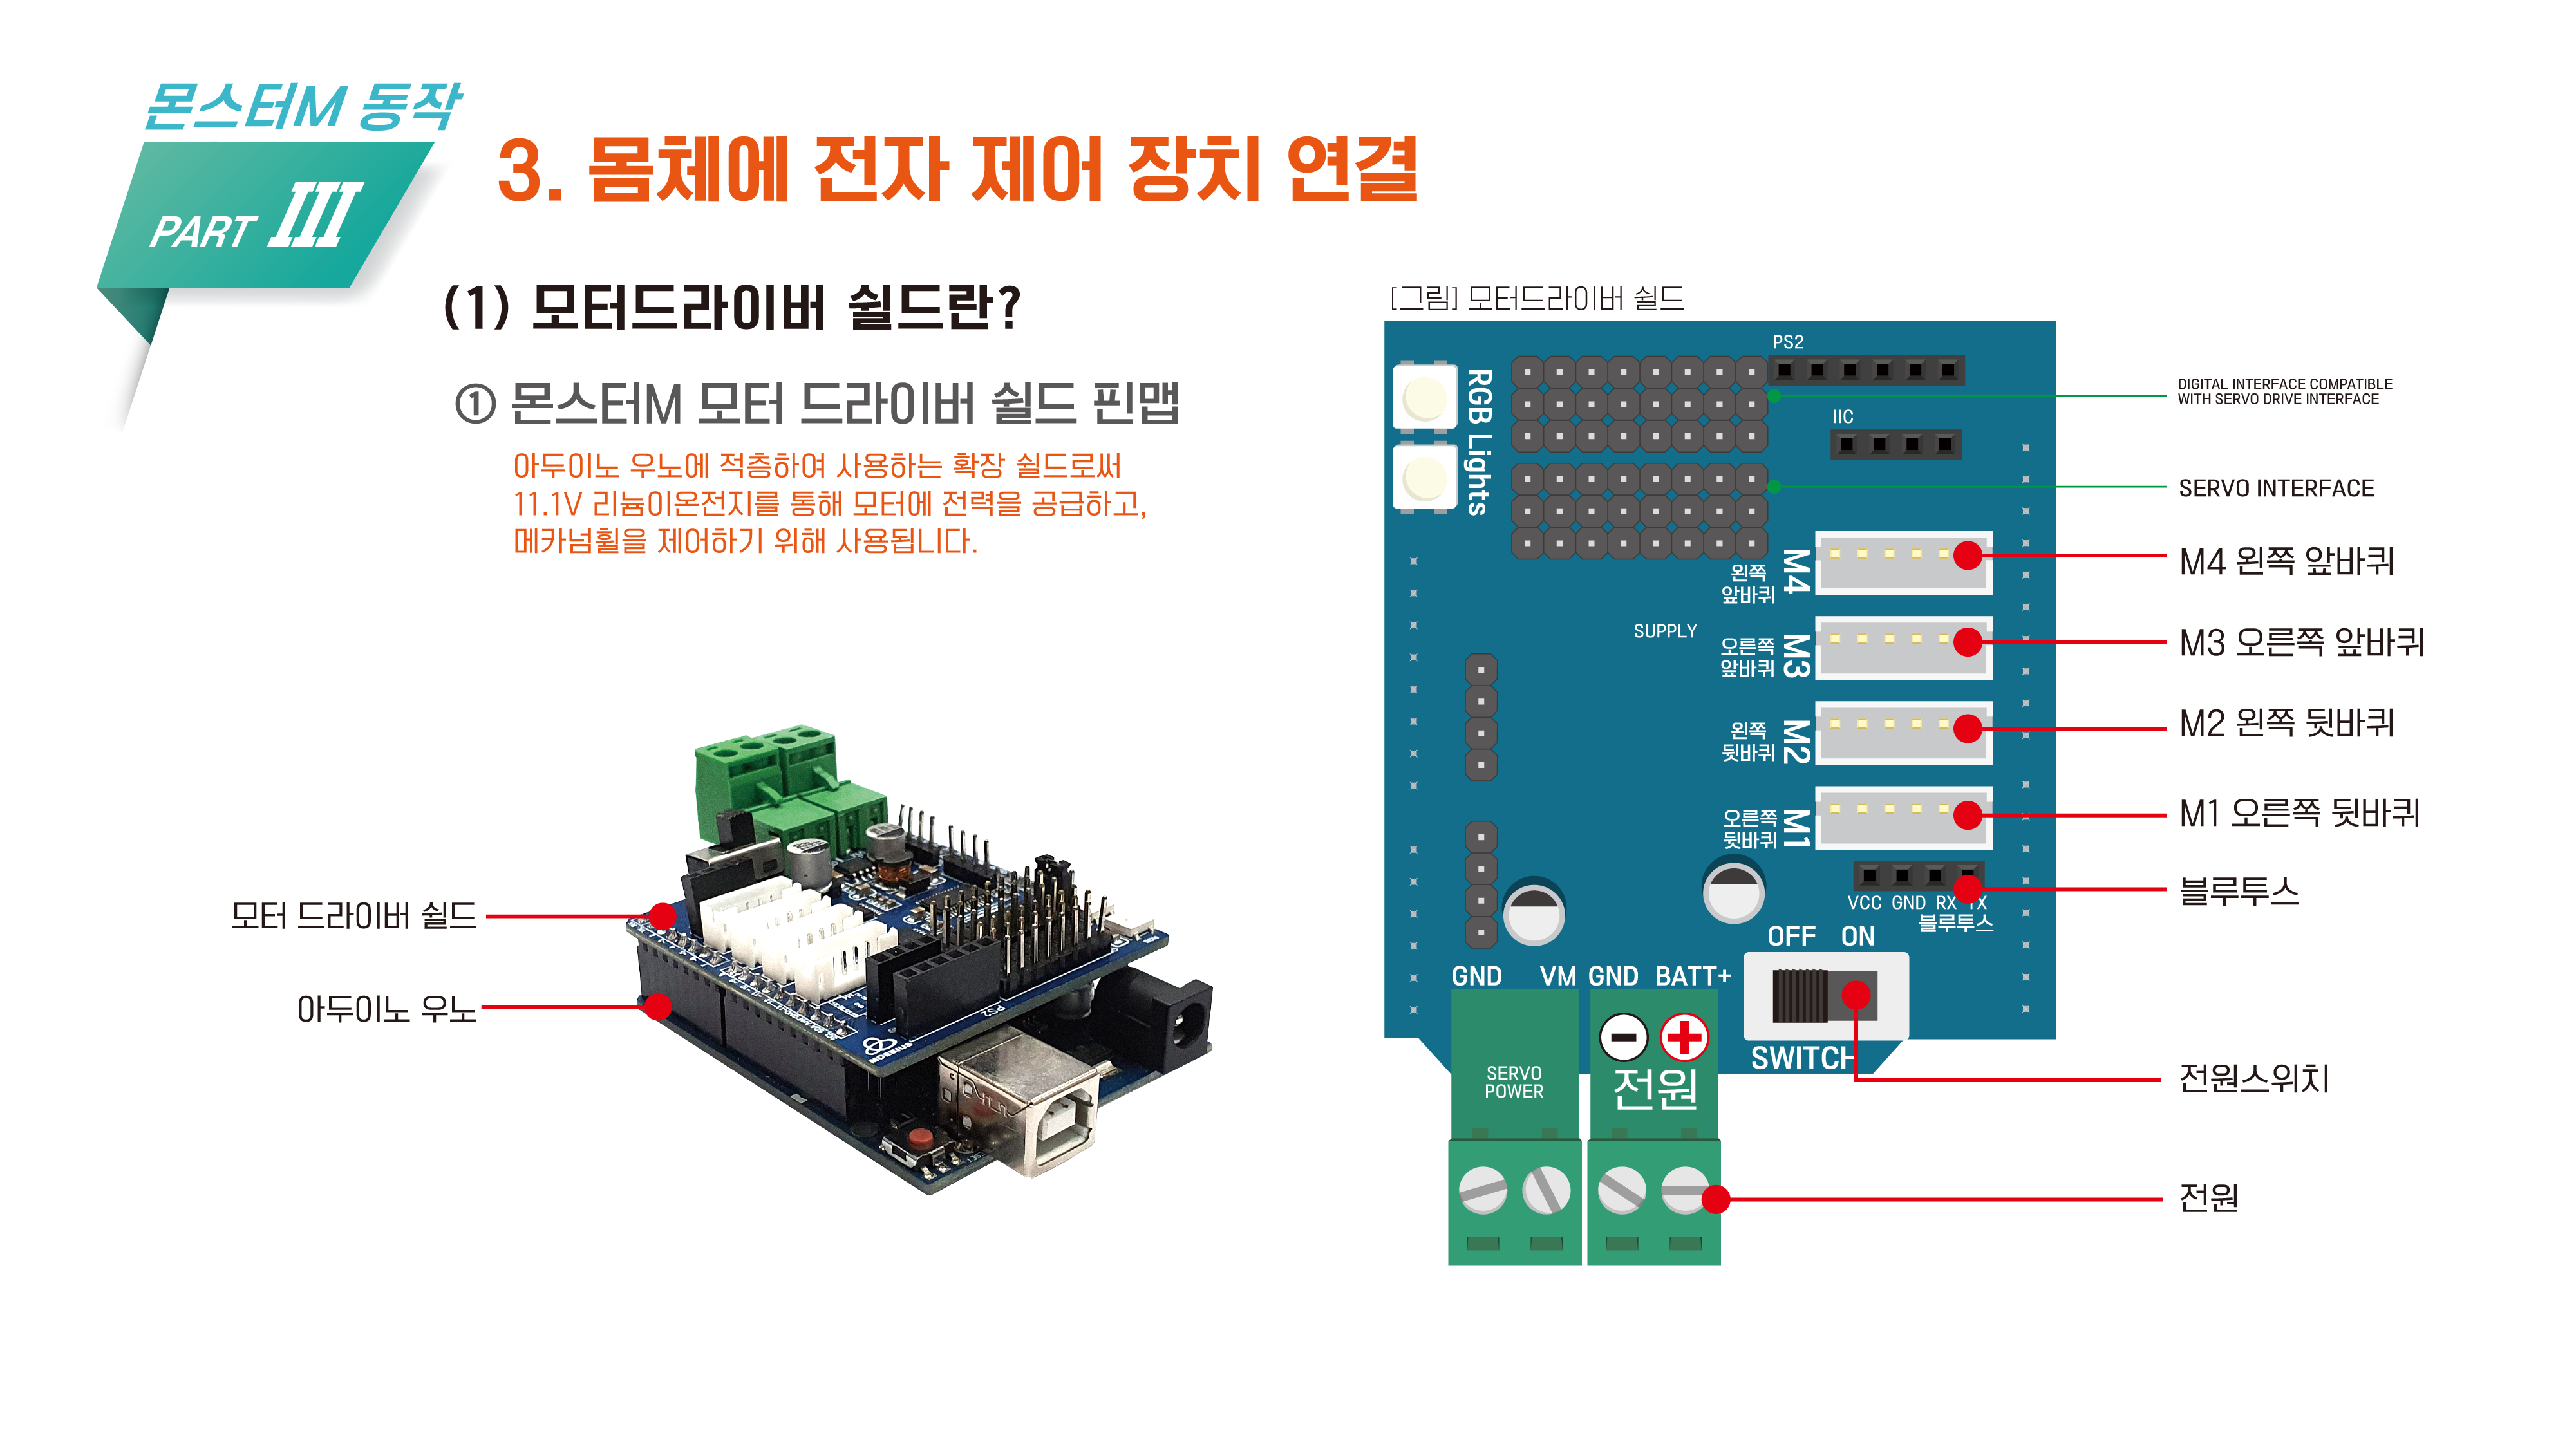 몬스터M 동작
PART III
3. 몸체에 전자 제어 장치 연결
(1) 모터드라이버 쉴드란?
① 몬스터M 모터 드라이버 쉴드 핀맵
아두이노 우노에 적층하여 사용하는 확장 쉴드로써
11.1V 리튬이온전지를 통해 모터에 전력을 공급하고,
메카넘휠을 제어하기 위해 사용됩니다.
모터 드라이버 쉴드
아두이노 우노
PS2
[그림] 모터드라이버 쉴드
RGB Lights
PS2
IIC
DIGITAL INTERFACE COMPATIBLE
WITH SERVO DRIVE INTERFACE
SERVO INTERFACE
왼쪽
앞바퀴
M4
M4 왼쪽 앞바퀴
SUPPLY
오른쪽
앞바퀴
M3
M3 오른쪽 앞바퀴
왼쪽
뒷바퀴
M2
M2 왼쪽 뒷바퀴
오른쪽
뒷바퀴
M1
M1 오른쪽 뒷바퀴
VCC GND RX TX
블루투스
블루투스
OFF ON
SWITCH
전원스위치
GND VM GND BATT+
SERVO
POWER
전원
전원